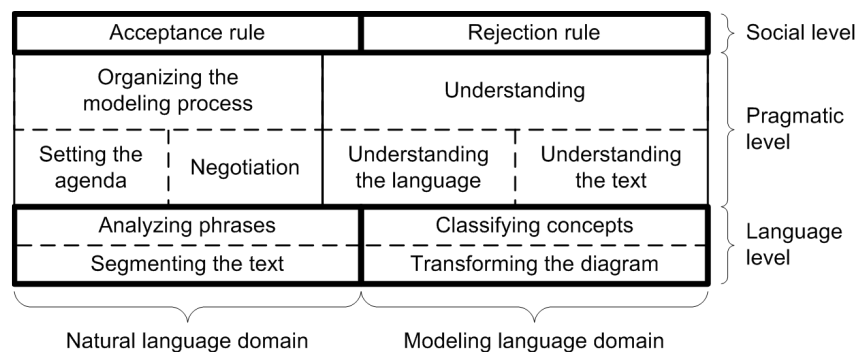 Acceptance rule
Rejection rule
Social level
Organizing the
modeling process
Understanding
Pragmatic
level
Setting the
agenda
Negotiation
Understanding
the language
Understanding
the text
Analyzing phrases
Classifying concepts
Language
level
Segmenting the text
Transforming the diagram
Natural language domain
Modeling language domain